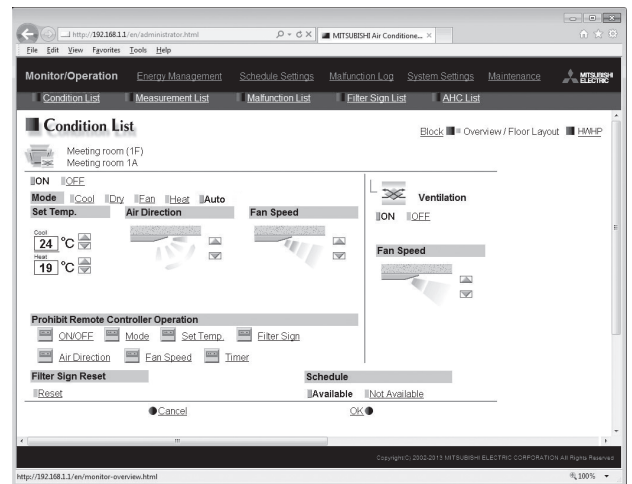 http://192.168.1.1/en/administrator.html
MITSUBISHI Air Conditione...
File Edit View Favorites Tools Help
Monitor/Operation Energy Management Schedule Settings Malfunction Log System Settings Maintenance MITSUBISHI ELECTRIC
Condition List Measurement List Malfunction List Filter Sign List AHC List
Condition List
Block Overview / Floor Layout HWHP
Meeting room (1F)
Meeting room 1A
ON OFF
Mode Cool Dry Fan Heat Auto
Ventilation
ON OFF
Set Temp. Air Direction Fan Speed
Cool
24 °C
Heat
19 °C
Fan Speed
Prohibit Remote Controller Operation
ON/OFF Mode Set Temp. Filter Sign
Air Direction Fan Speed Timer
Filter Sign Reset Schedule
Reset Available Not Available
Cancel OK
Copyright(C) 2002-2013 MITSUBISHI ELECTRIC CORPORATION All Rights Reserved
http://192.168.1.1/en/monitor-overview.html 100%